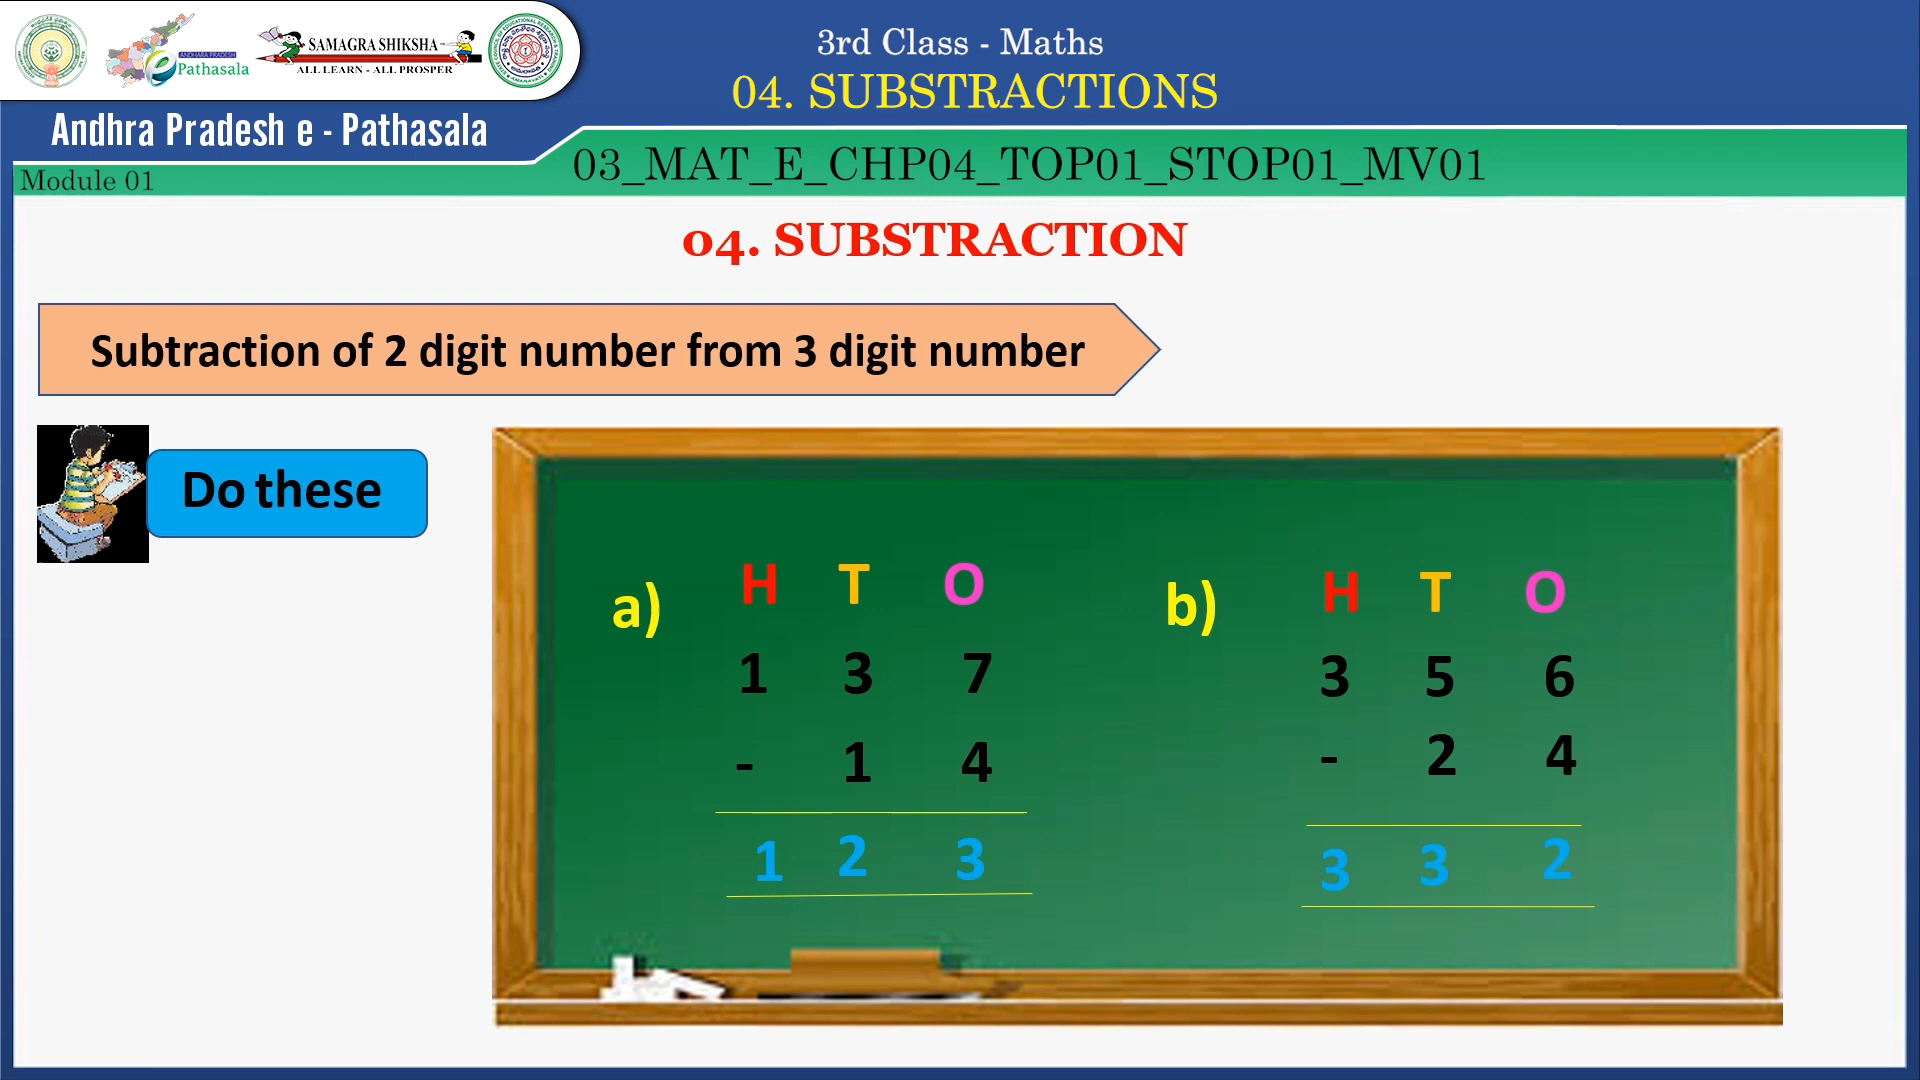 ANDHRA PRADESH
e Pathasala
SAMAGRA SHIKSHA
ALL LEARN - ALL PROSPER
Andhra Pradesh e - Pathasala
3rd Class - Maths
04. SUBSTRACTIONS
Module 01
03_MAT_E_CHP04_TOP01_STOP01_MV01
04. SUBSTRACTION
Subtraction of 2 digit number from 3 digit number
Do these
a)
H T O
1 3 7
- 1 4
1 2 3
b)
H T O
3 5 6
- 2 4
3 3 2